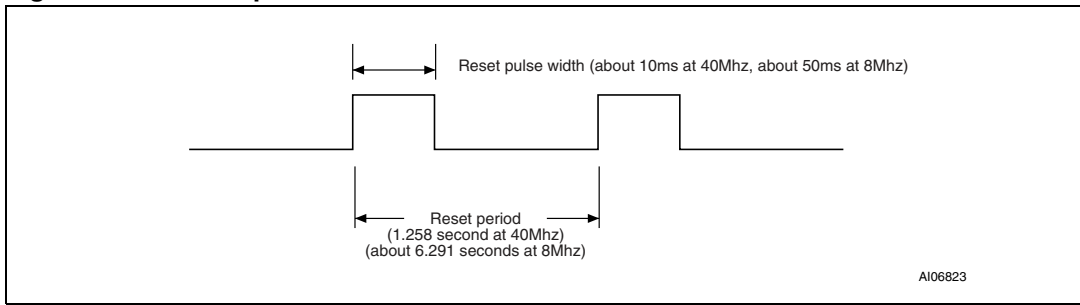 Reset pulse width (about 10ms at 40Mhz, about 50ms at 8Mhz)
Reset period
(1.258 second at 40Mhz)
(about 6.291 seconds at 8Mhz)
AI06823